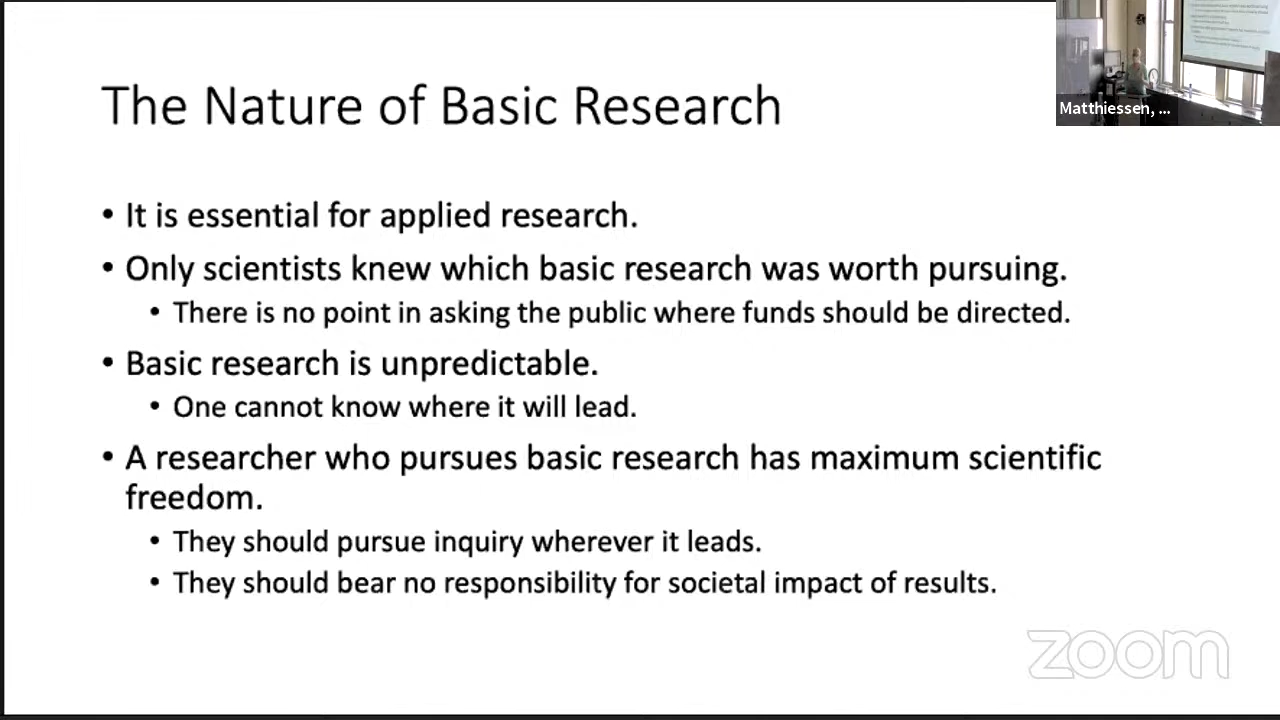 The Nature of Basic Research
• It is essential for applied research.
• Only scientists knew which basic research was worth pursuing.
• There is no point in asking the public where funds should be directed.
• Basic research is unpredictable.
• One cannot know where it will lead.
• A researcher who pursues basic research has maximum scientific
freedom.
• They should pursue inquiry wherever it leads.
• They should bear no responsibility for societal impact of results.
Matthiessen, ...
zoom